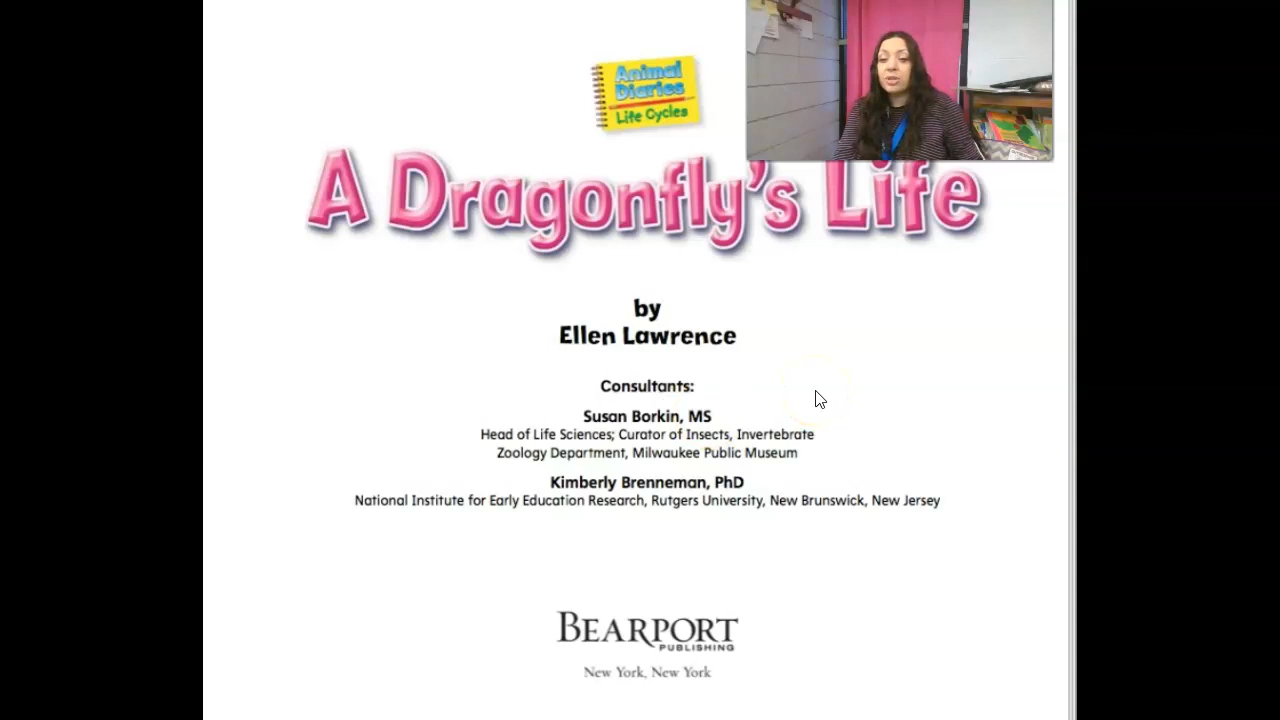 Animal
Diaries
Life Cycles
A Dragonfly's Life
by
Ellen Lawrence
Consultants:
Susan Borkin, MS
Head of Life Sciences; Curator of Insects, Invertebrate
Zoology Department, Milwaukee Public Museum
Kimberly Brenneman, PhD
National Institute for Early Education Research, Rutgers University, New Brunswick, New Jersey
BEARPORT
PUBLISHING
New York, New York